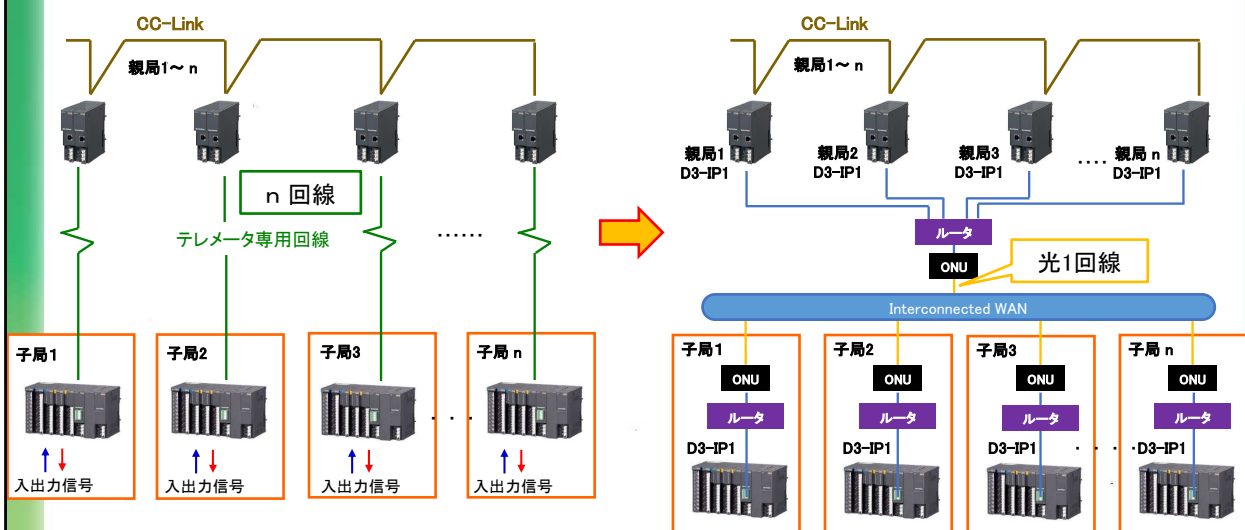 CC-Link
親局1～ n
n 回線
テレメータ専用回線
······
子局1
子局2
子局3
子局 n
· · ·
入出力信号
入出力信号
入出力信号
入出力信号
CC-Link
親局1～ n
親局1
D3-IP1
親局2
D3-IP1
親局3
D3-IP1
····
親局 n
D3-IP1
ルータ
ONU
光1回線
Interconnected WAN
子局1
ONU
ルータ
D3-IP1
子局2
ONU
ルータ
D3-IP1
子局3
ONU
ルータ
D3-IP1
· · · ·
子局 n
ONU
ルータ
D3-IP1